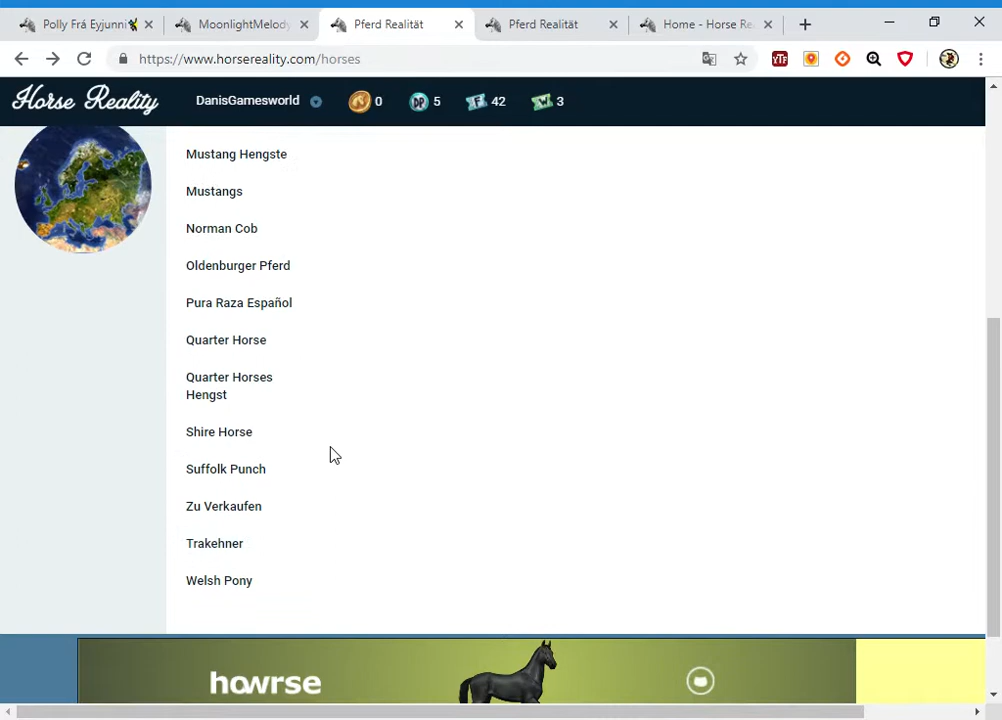 Polly Frá Eyjunni
MoonlightMelody
Pferd Realität
Pferd Realität
Home - Horse Re
https://www.horsereality.com/horses
YTF
Horse Reality
DanisGamesworld
0
DP
5
F
42
W
3
Mustang Hengste
Mustangs
Norman Cob
Oldenburger Pferd
Pura Raza Español
Quarter Horse
Quarter Horses
Hengst
Shire Horse
Suffolk Punch
Zu Verkaufen
Trakehner
Welsh Pony
howrse